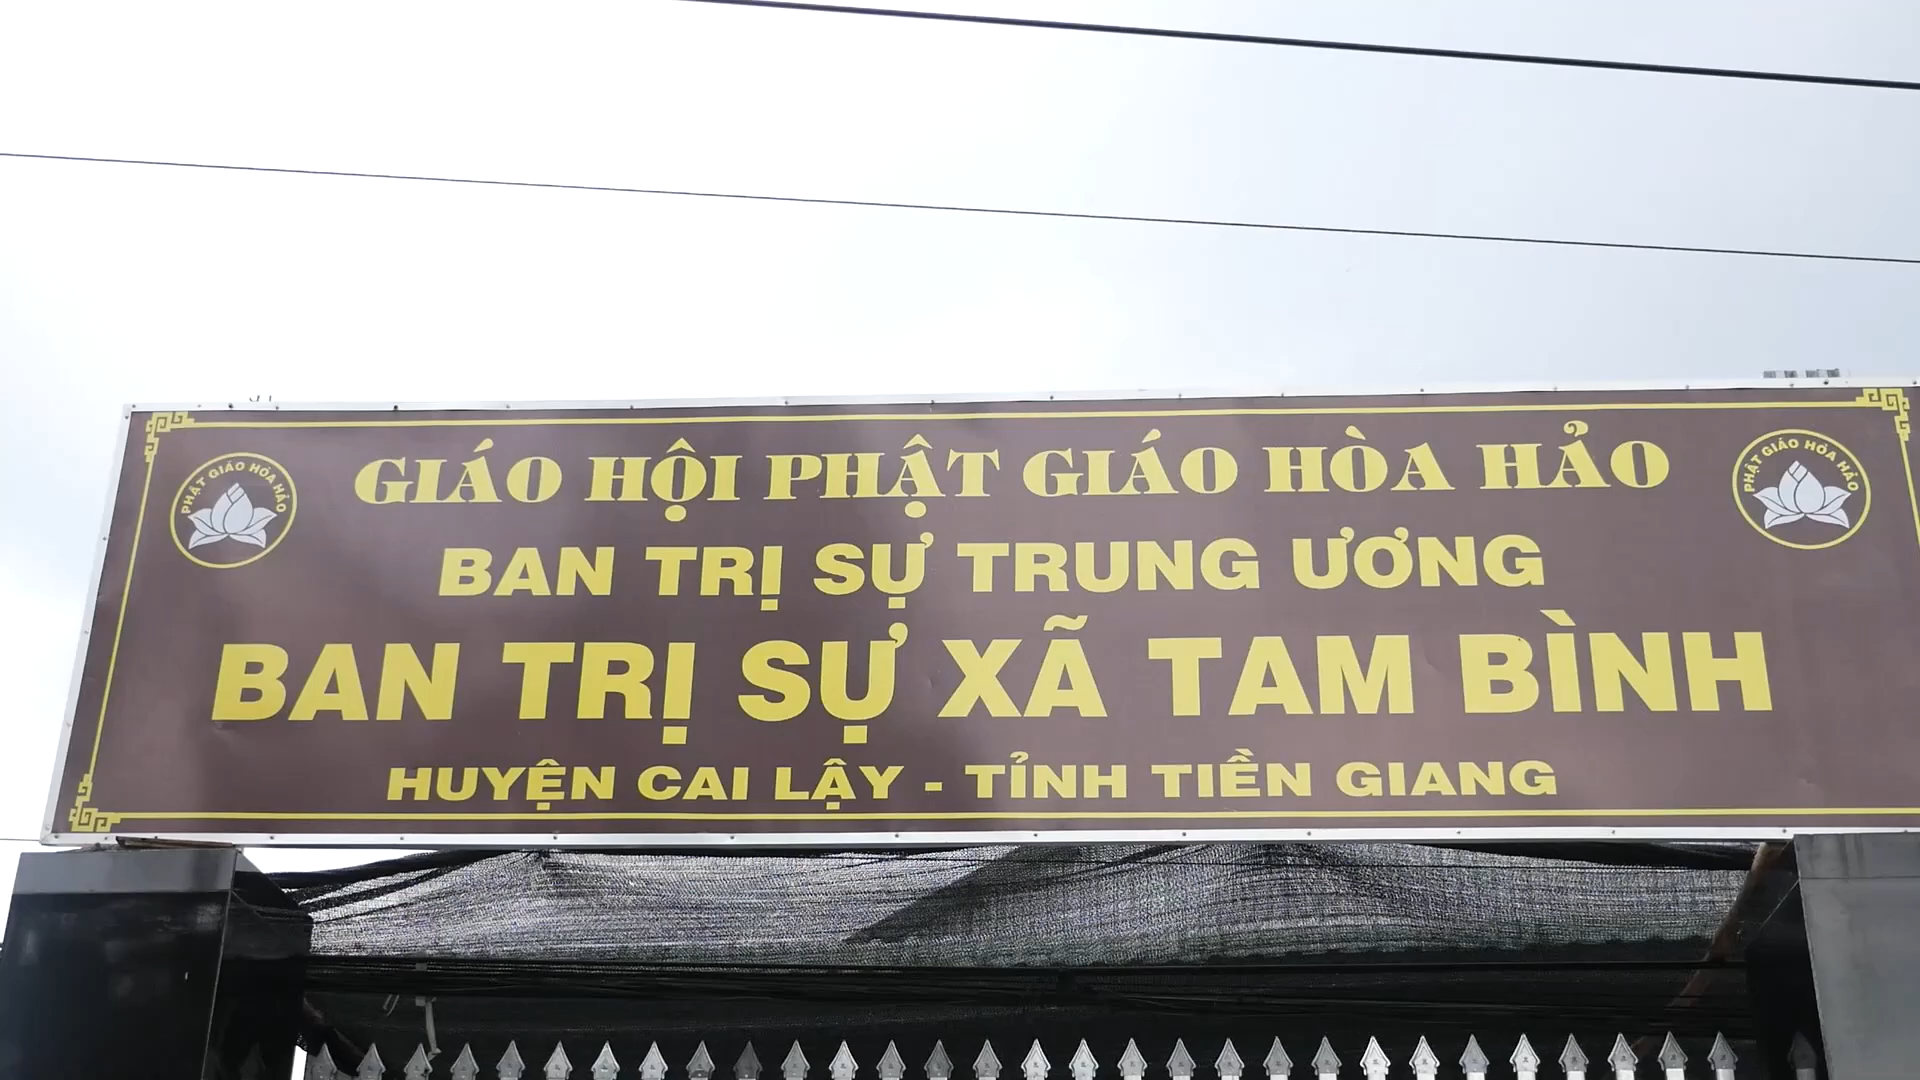 GIÁO HỘI PHẬT GIÁO HÒA HẢO
PHẬT GIÁO HÒA HẢO
PHẬT GIÁO HÒA HẢO
BAN TRỊ SỰ TRUNG ƯƠNG
BAN TRỊ SỰ XÃ TAM BÌNH
HUYỆN CAI LẬY - TỈNH TIỀN GIANG